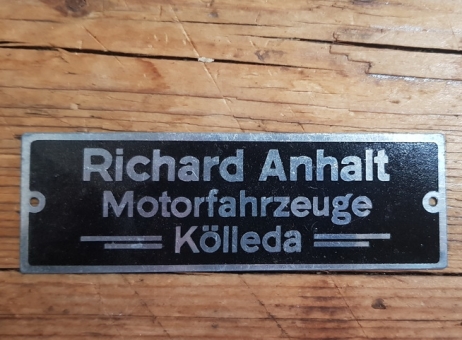 Richard Anhalt
Motorfahrzeuge
Kölleda